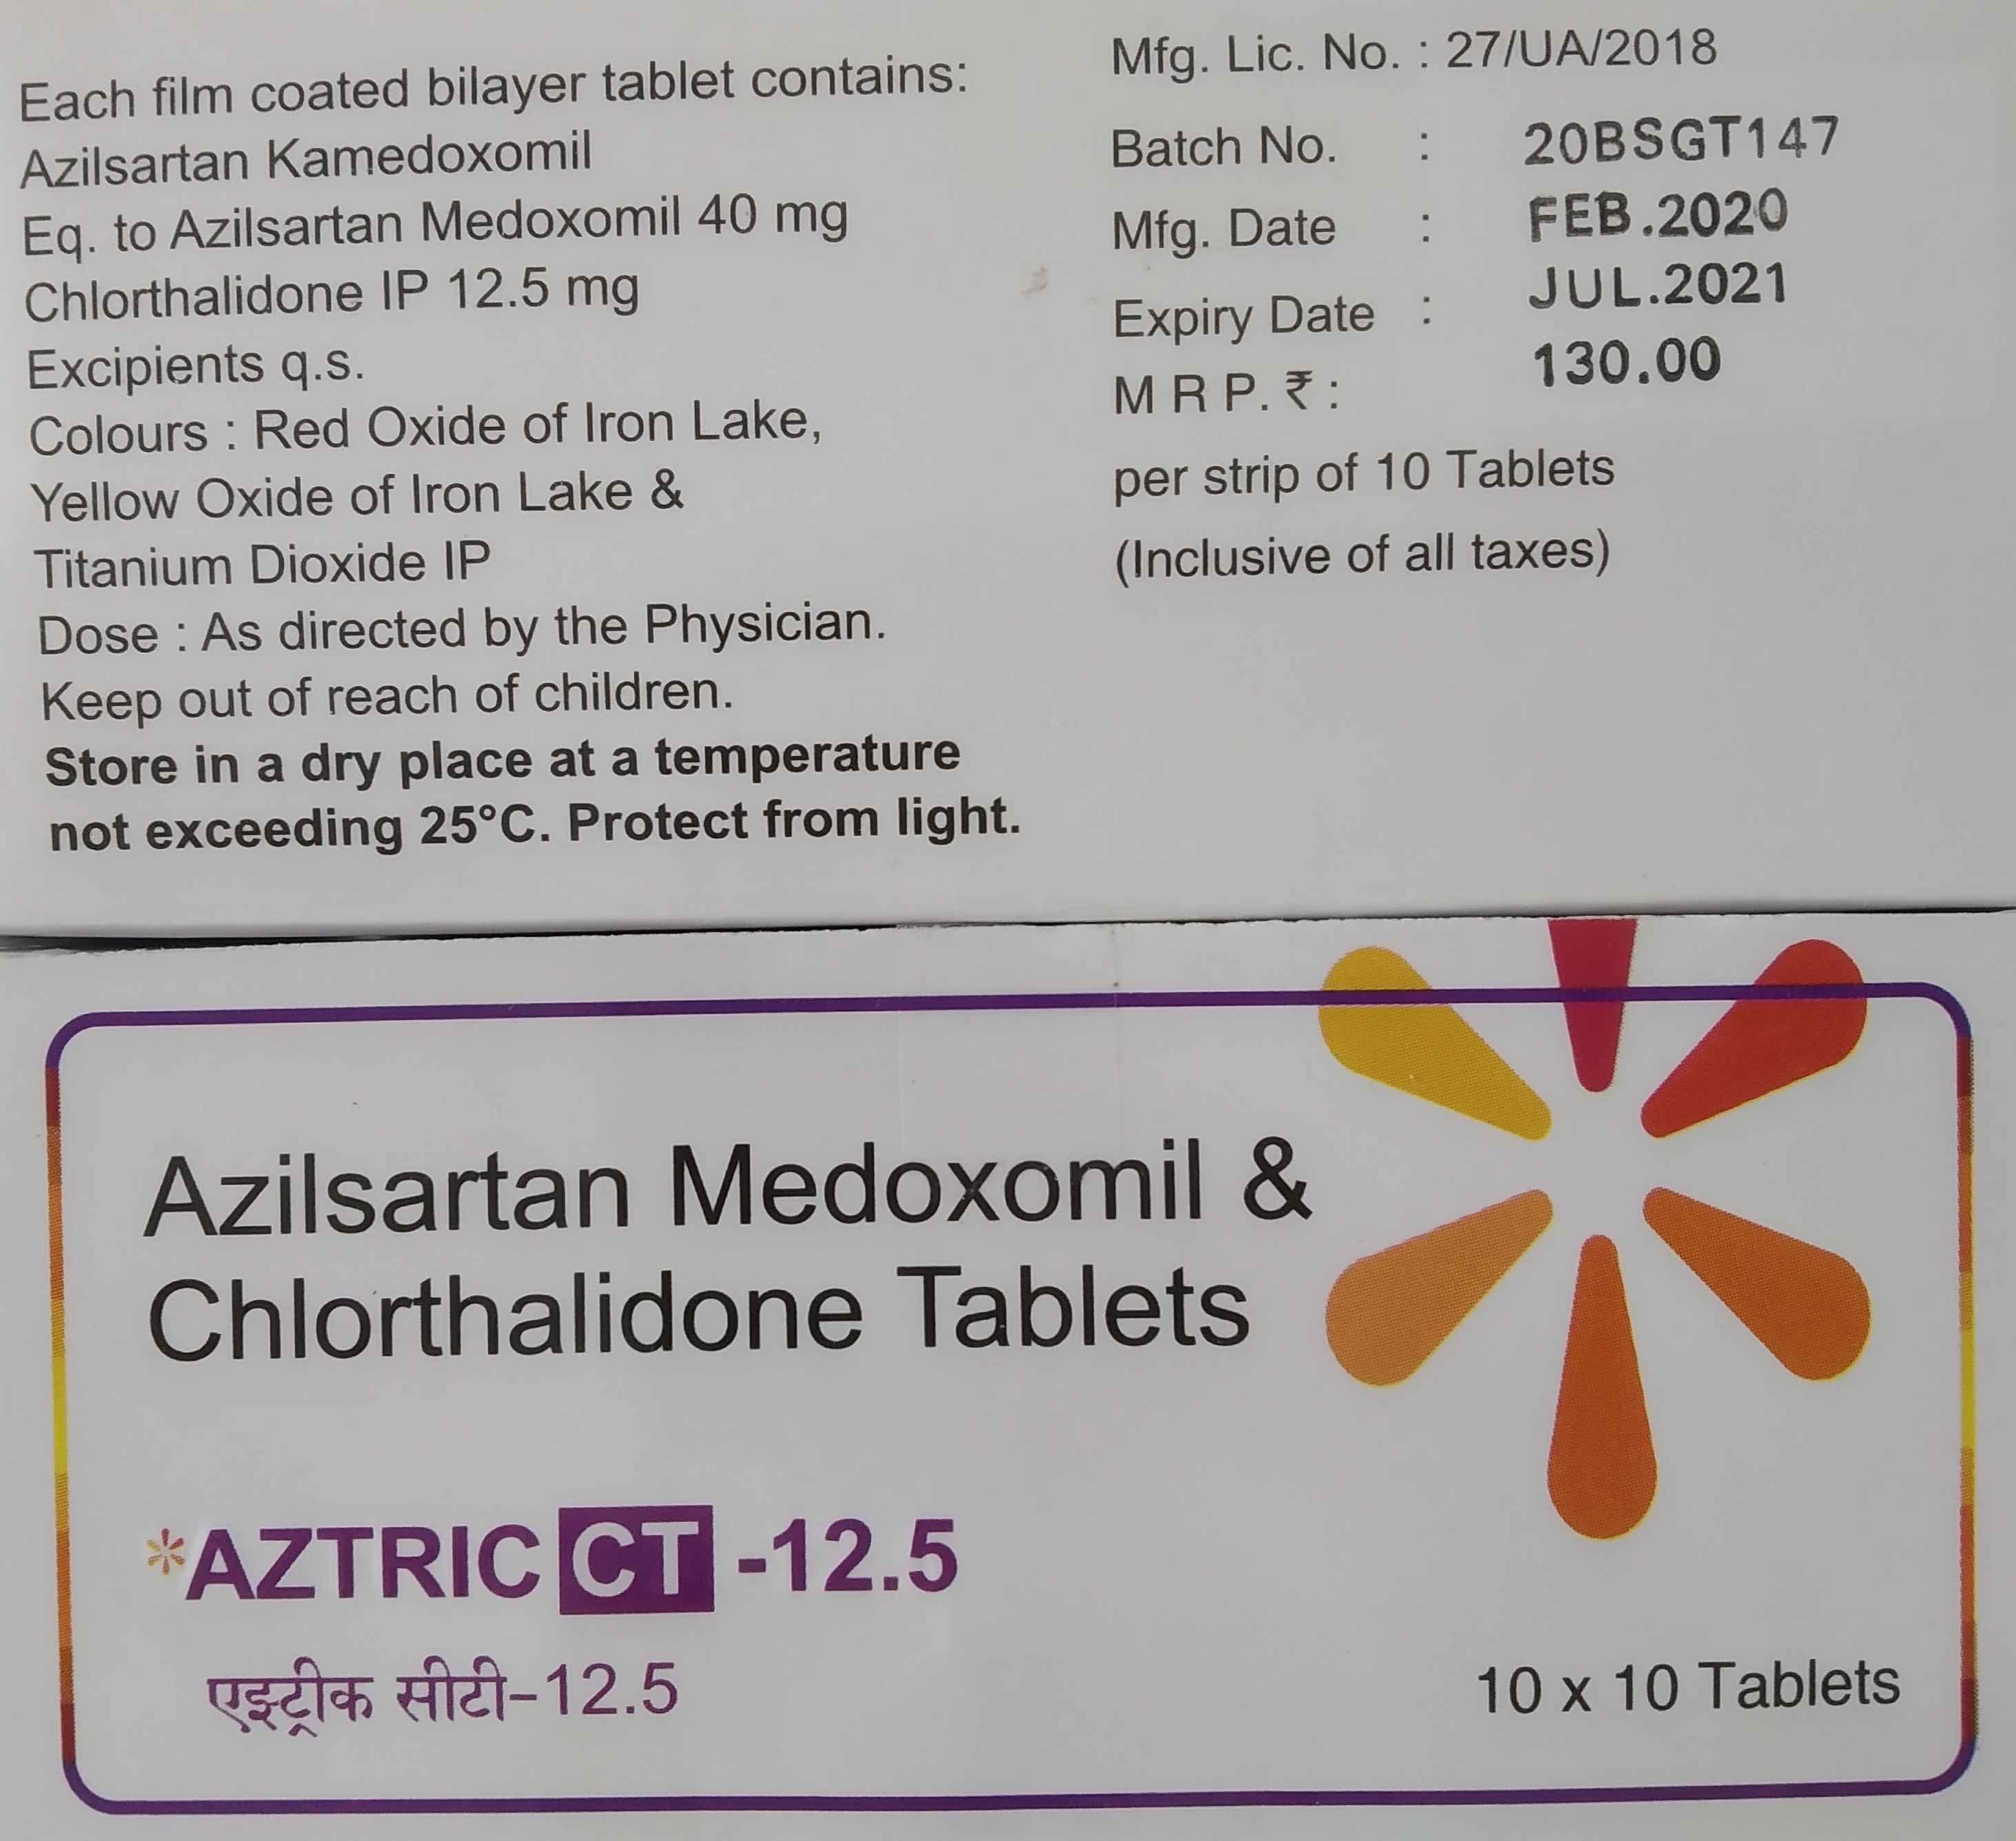 Each film coated bilayer tablet contains:
Azilsartan Kamedoxomil
Eq. to Azilsartan Medoxomil 40 mg
Chlorthalidone IP 12.5 mg
Excipients q.s.
Colours : Red Oxide of Iron Lake,
Yellow Oxide of Iron Lake &
Titanium Dioxide IP
Dose : As directed by the Physician.
Keep out of reach of children.
Store in a dry place at a temperature
not exceeding 25°C. Protect from light.
Mfg. Lic. No. : 27/UA/2018
Batch No. : 20BSGT147
Mfg. Date : FEB.2020
Expiry Date : JUL.2021
M R P. ₹ : 130.00
per strip of 10 Tablets
(Inclusive of all taxes)
Azilsartan Medoxomil &
Chlorthalidone Tablets
*AZTRIC CT -12.5
एझ्ट्रीक सीटी-12.5
10 x 10 Tablets